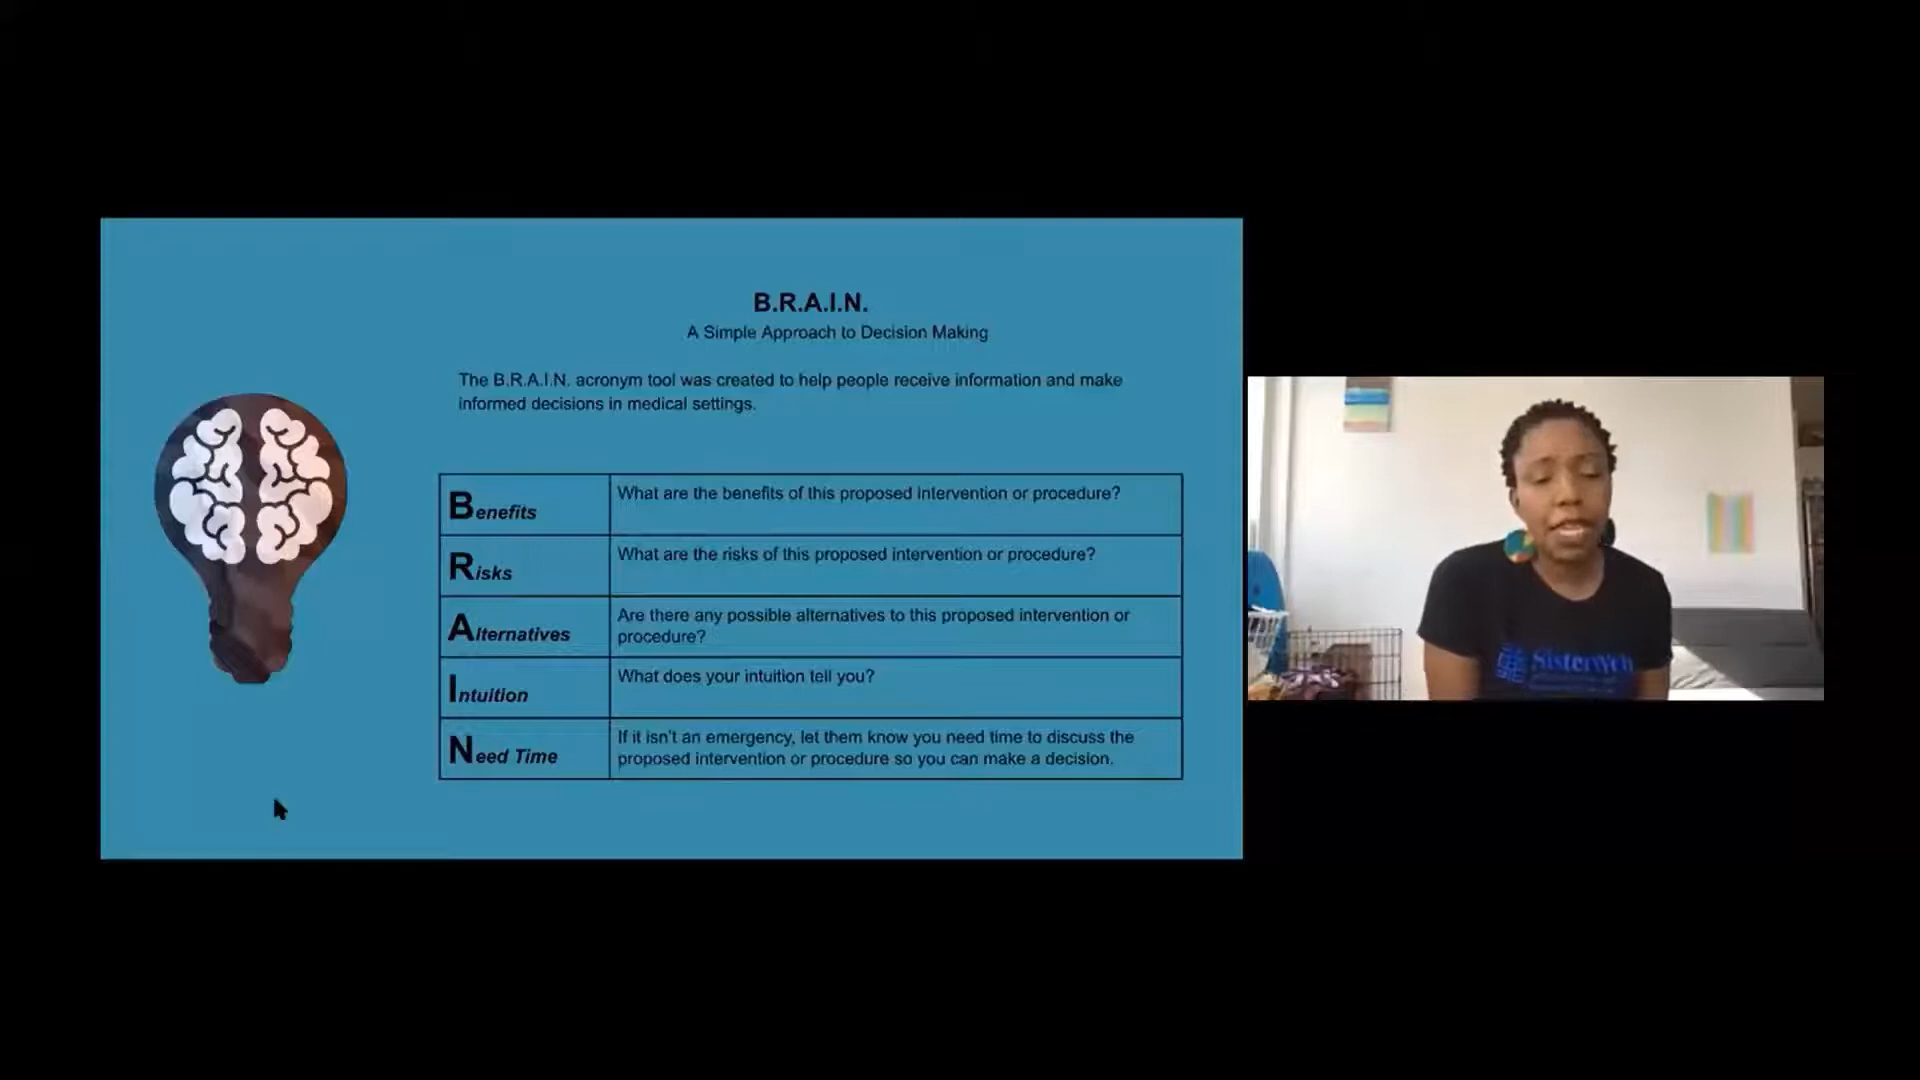 B.R.A.I.N.
A Simple Approach to Decision Making
The B.R.A.I.N. acronym tool was created to help people receive information and make
informed decisions in medical settings.
Benefits
What are the benefits of this proposed intervention or procedure?
Risks
What are the risks of this proposed intervention or procedure?
Alternatives
Are there any possible alternatives to this proposed intervention or
procedure?
Intuition
What does your intuition tell you?
Need Time
If it isn't an emergency, let them know you need time to discuss the
proposed intervention or procedure so you can make a decision.
SisterWeb